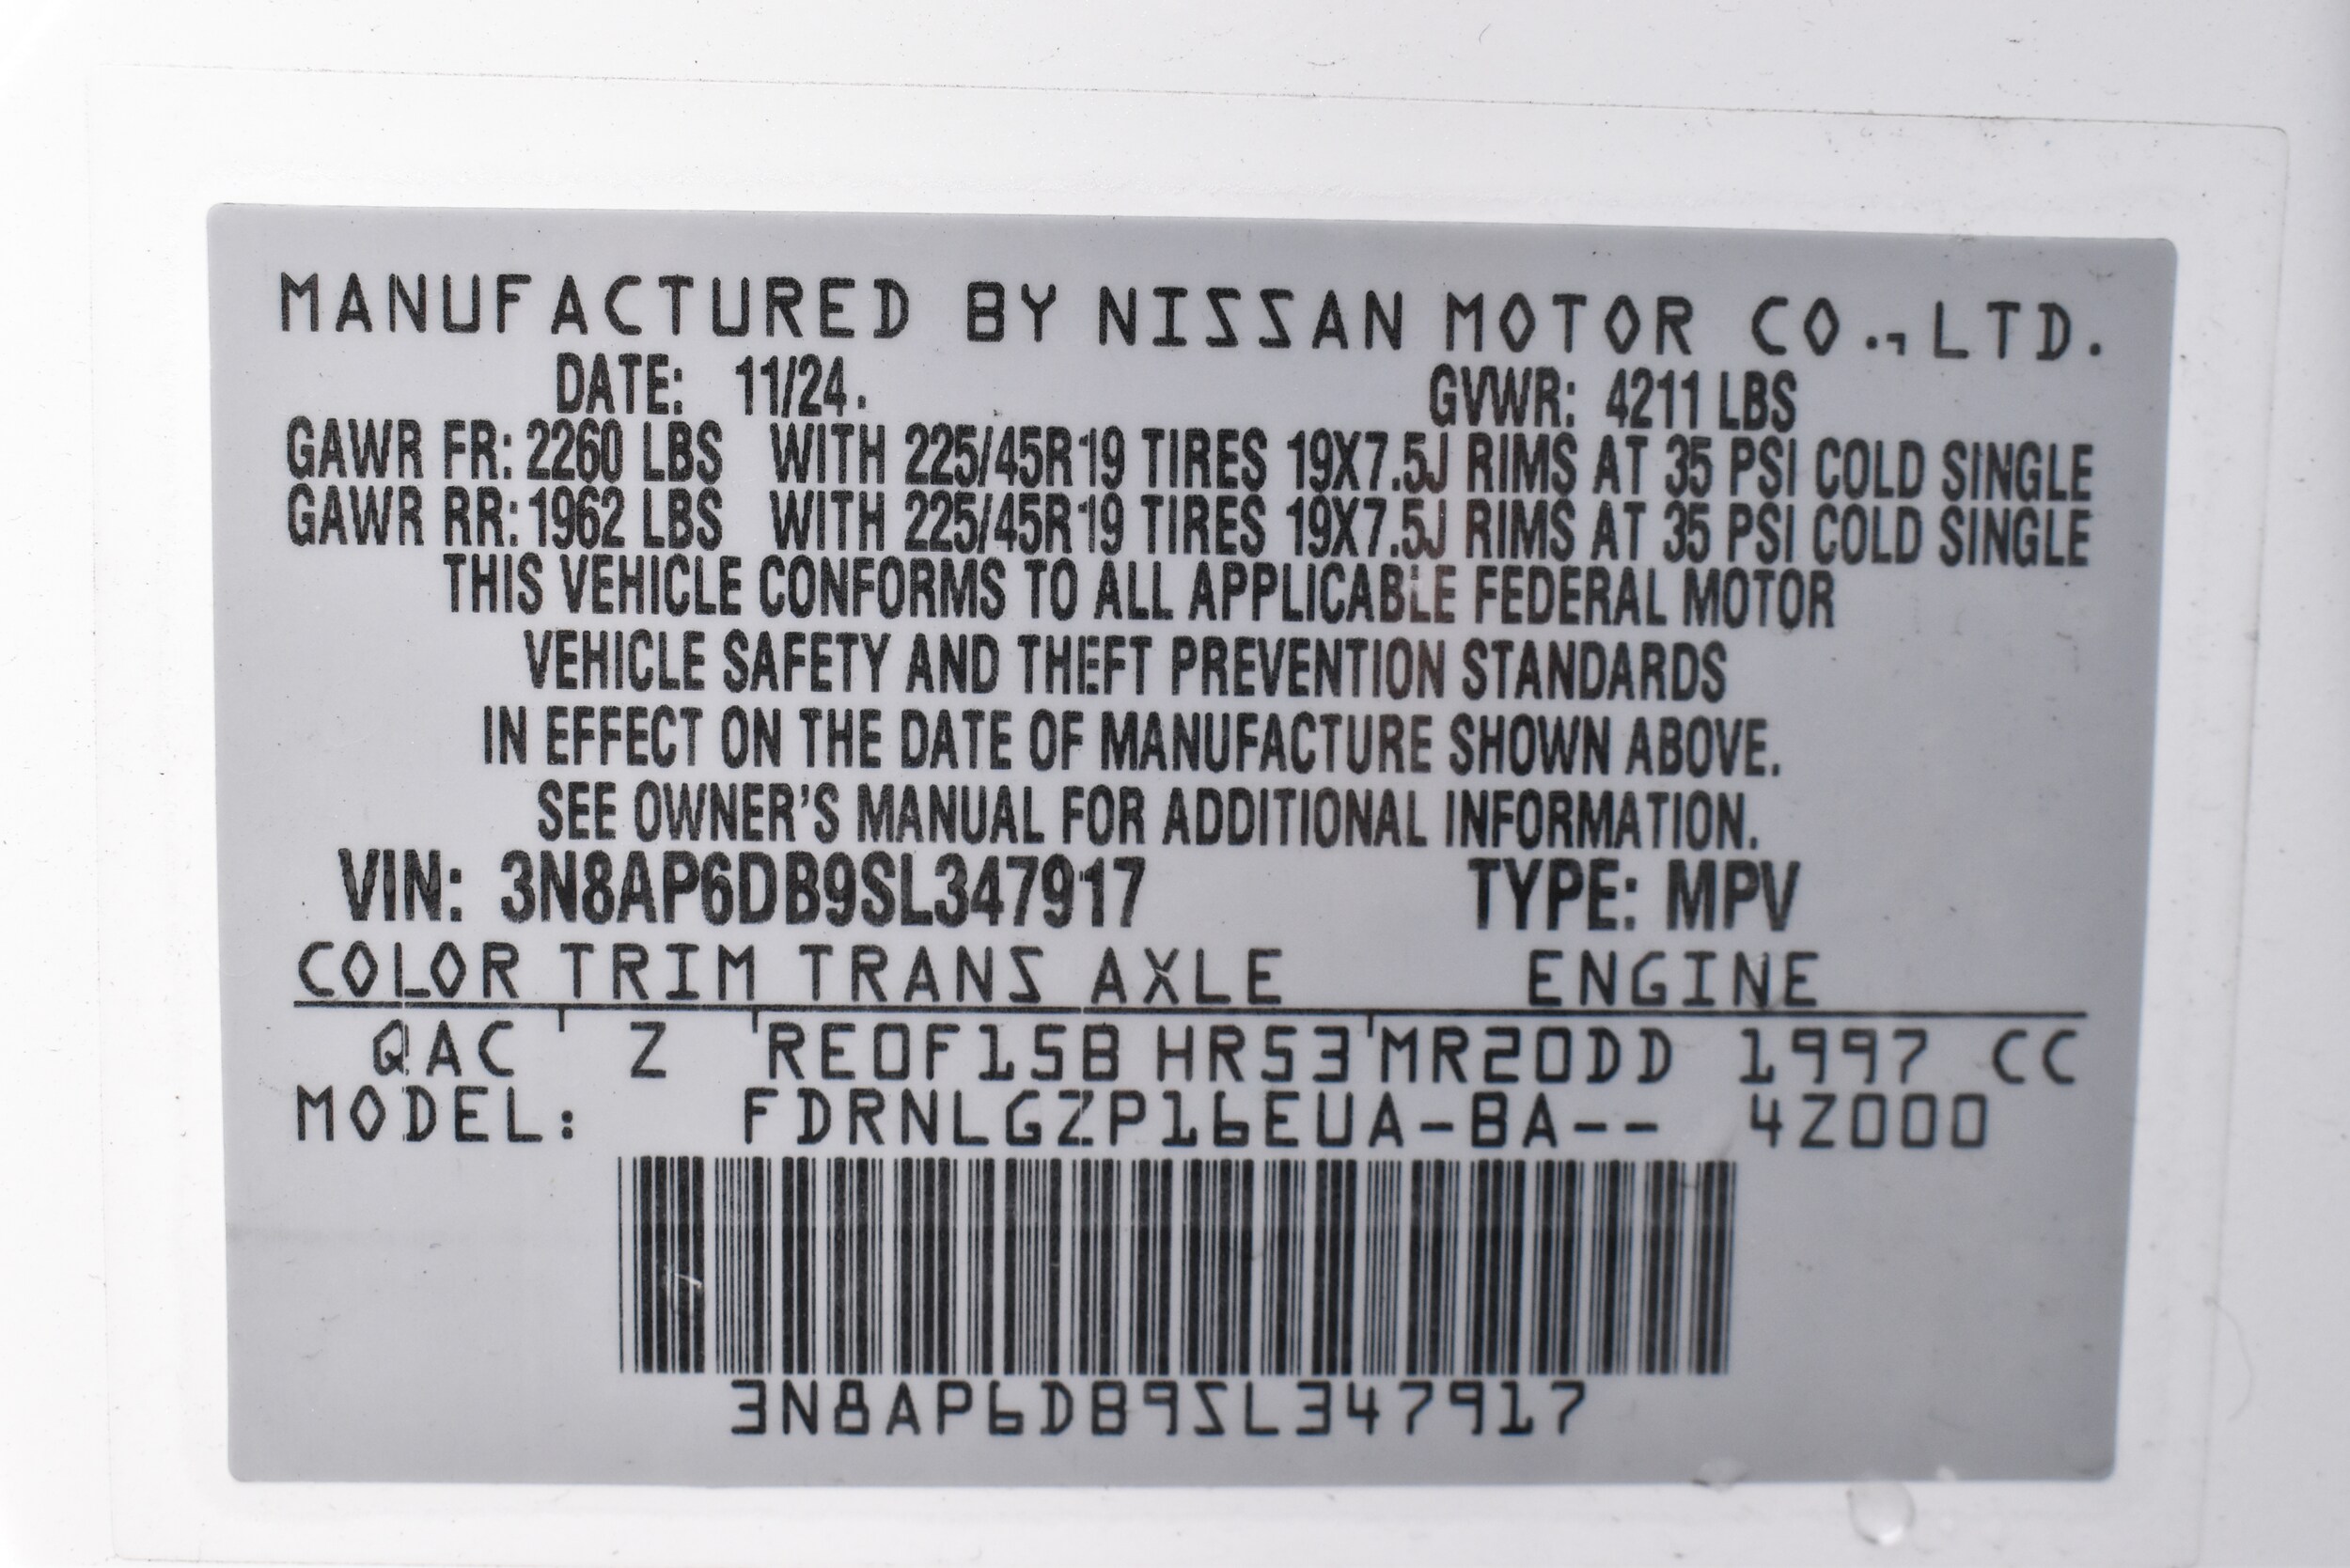 MANUFACTURED BY NISSAN MOTOR CO., LTD.
DATE: 11/24. GVWR: 4211 LBS
GAWR FR: 2260 LBS WITH 225/45R19 TIRES 19X7.5J RIMS AT 35 PSI COLD SINGLE
GAWR RR: 1962 LBS WITH 225/45R19 TIRES 19X7.5J RIMS AT 35 PSI COLD SINGLE
THIS VEHICLE CONFORMS TO ALL APPLICABLE FEDERAL MOTOR
VEHICLE SAFETY AND THEFT PREVENTION STANDARDS
IN EFFECT ON THE DATE OF MANUFACTURE SHOWN ABOVE.
SEE OWNER'S MANUAL FOR ADDITIONAL INFORMATION.
VIN: 3N8AP6DB9SL347917 TYPE: MPV
COLOR TRIM TRANS AXLE ENGINE
QAC Z RE0F15B HR53 MR20DD 1997 CC
MODEL: FDRNLGZP16EUA-BA-- 4Z000
3N8AP6DB9SL347917